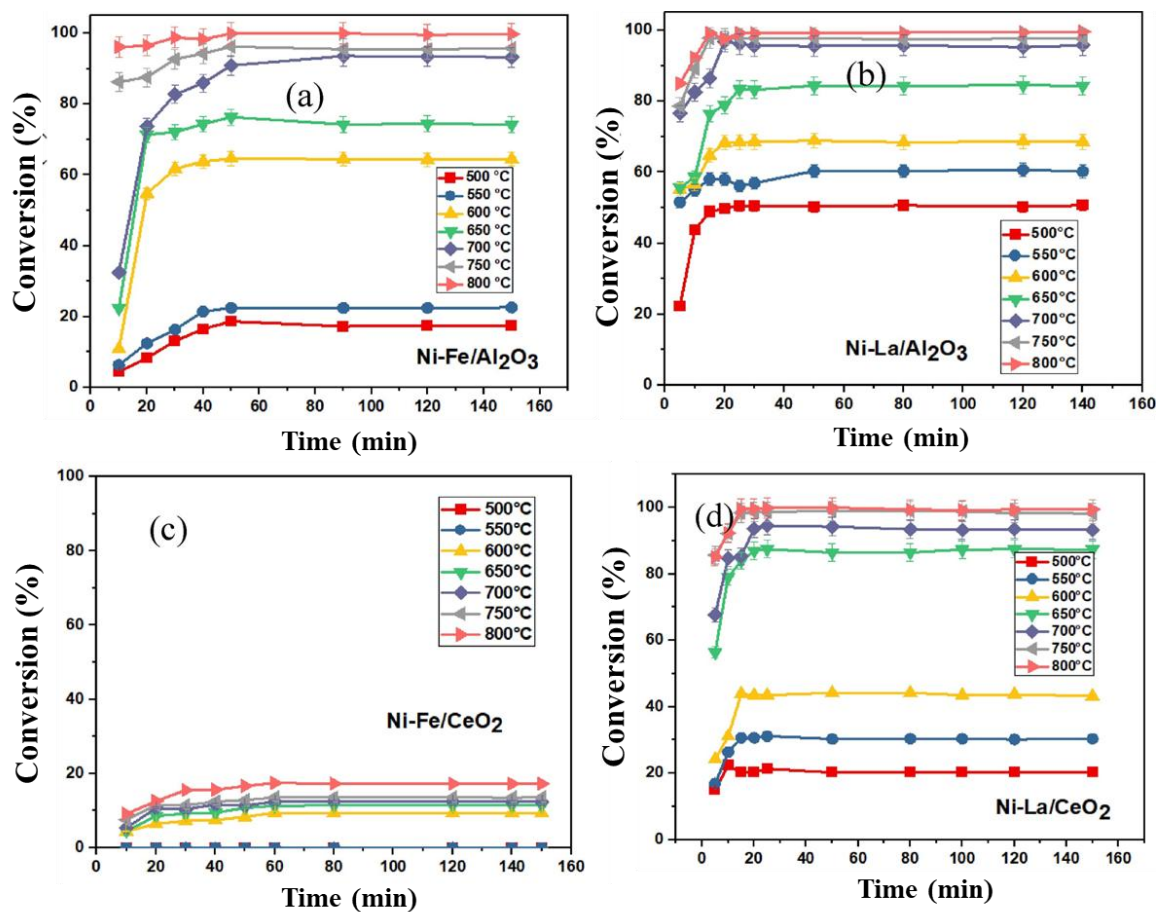 (a)
100
80
60
40
20
0
Conversion (%)
500 °C
550 °C
600 °C
650 °C
700 °C
750 °C
800 °C
Ni-Fe/Al₂O₃
0 20 40 60 80 100 120 140 160
Time (min)
(b)
100
80
60
40
20
0
Conversion (%)
500°C
550°C
600°C
650°C
700°C
750°C
800°C
Ni-La/Al₂O₃
0 20 40 60 80 100 120 140 160
Time (min)
(c)
100
80
60
40
20
0
Conversion (%)
500°C
550°C
600°C
650°C
700°C
750°C
800°C
Ni-Fe/CeO₂
0 20 40 60 80 100 120 140 160
Time (min)
(d)
100
80
60
40
20
0
Conversion (%)
500°C
550°C
600°C
650°C
700°C
750°C
800°C
Ni-La/CeO₂
0 20 40 60 80 100 120 140 160
Time (min)